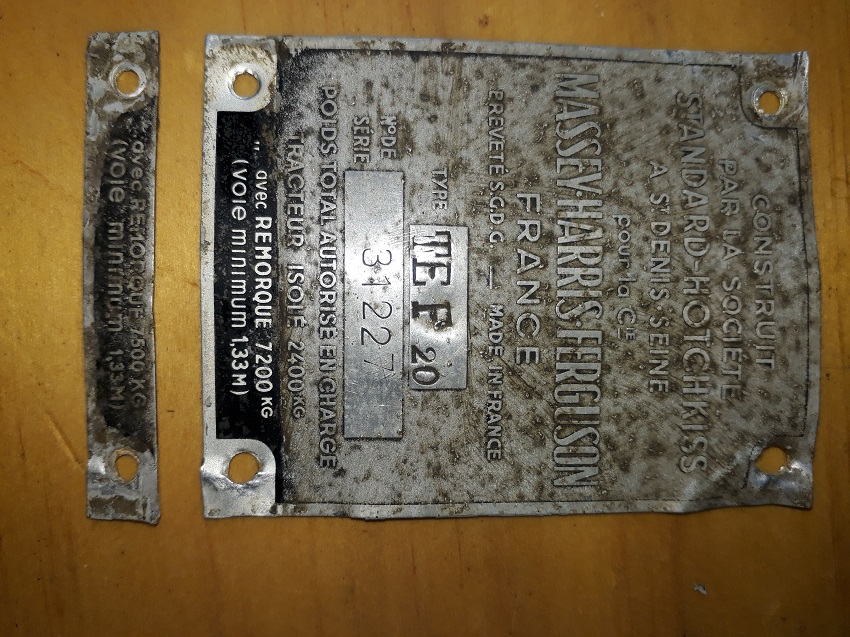 CONSTRUIT
PAR LA SOCIÉTÉ
STANDARD-HOTCHKISS
A St DENIS SEINE
pour la Cie
MASSEY-HARRIS-FERGUSON
FRANCE
BREVETÉ S.G.D.G. — MADE IN FRANCE
TYPE TE F 20
N° DE SÉRIE 31227
POIDS TOTAL AUTORISE EN CHARGE
TRACTEUR ISOLÉ 2400 KG
" avec REMORQUE 7200 KG
(voie minimum 1,33 M)
avec REMORQUE 7500 KG
(voie minimum 1,33 M)